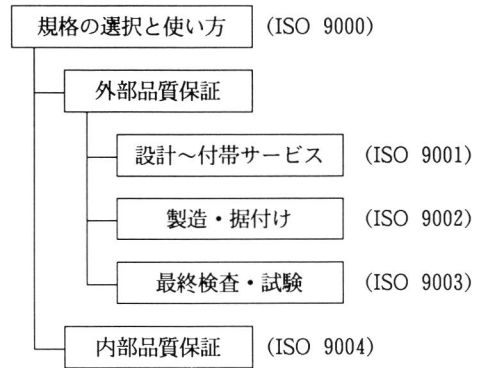 規格の選択と使い方 (ISO 9000)
外部品質保証
設計～付帯サービス (ISO 9001)
製造・据付け (ISO 9002)
最終検査・試験 (ISO 9003)
内部品質保証 (ISO 9004)